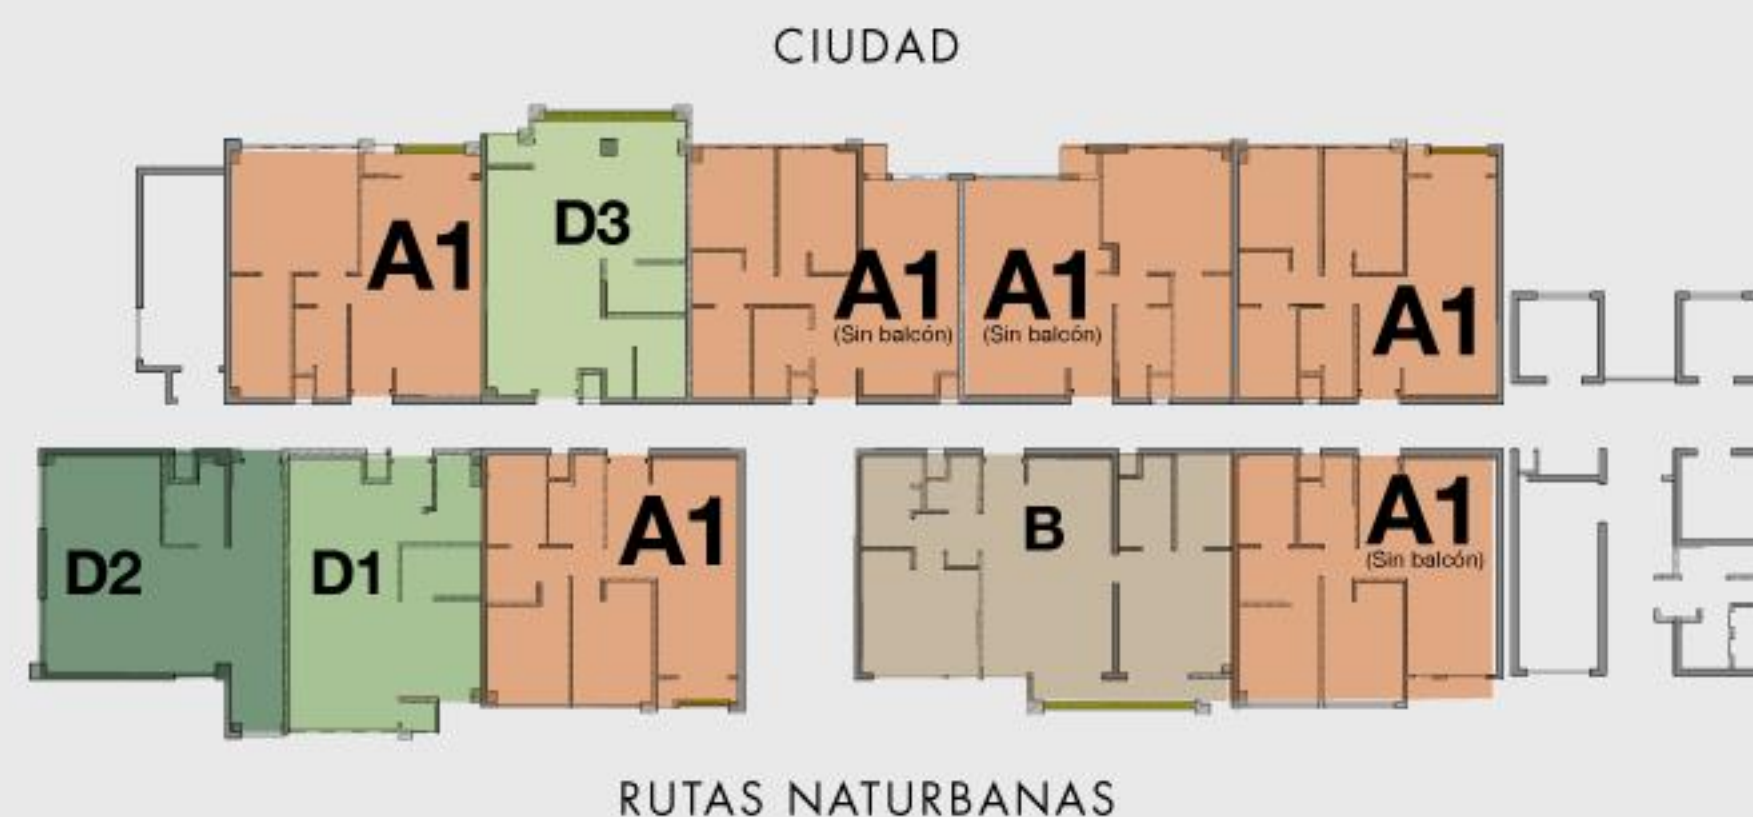 CIUDAD
A1
D3
A1
(Sin balcón)
A1
(Sin balcón)
A1
D2
D1
A1
B
A1
(Sin balcón)
RUTAS NATURBANAS